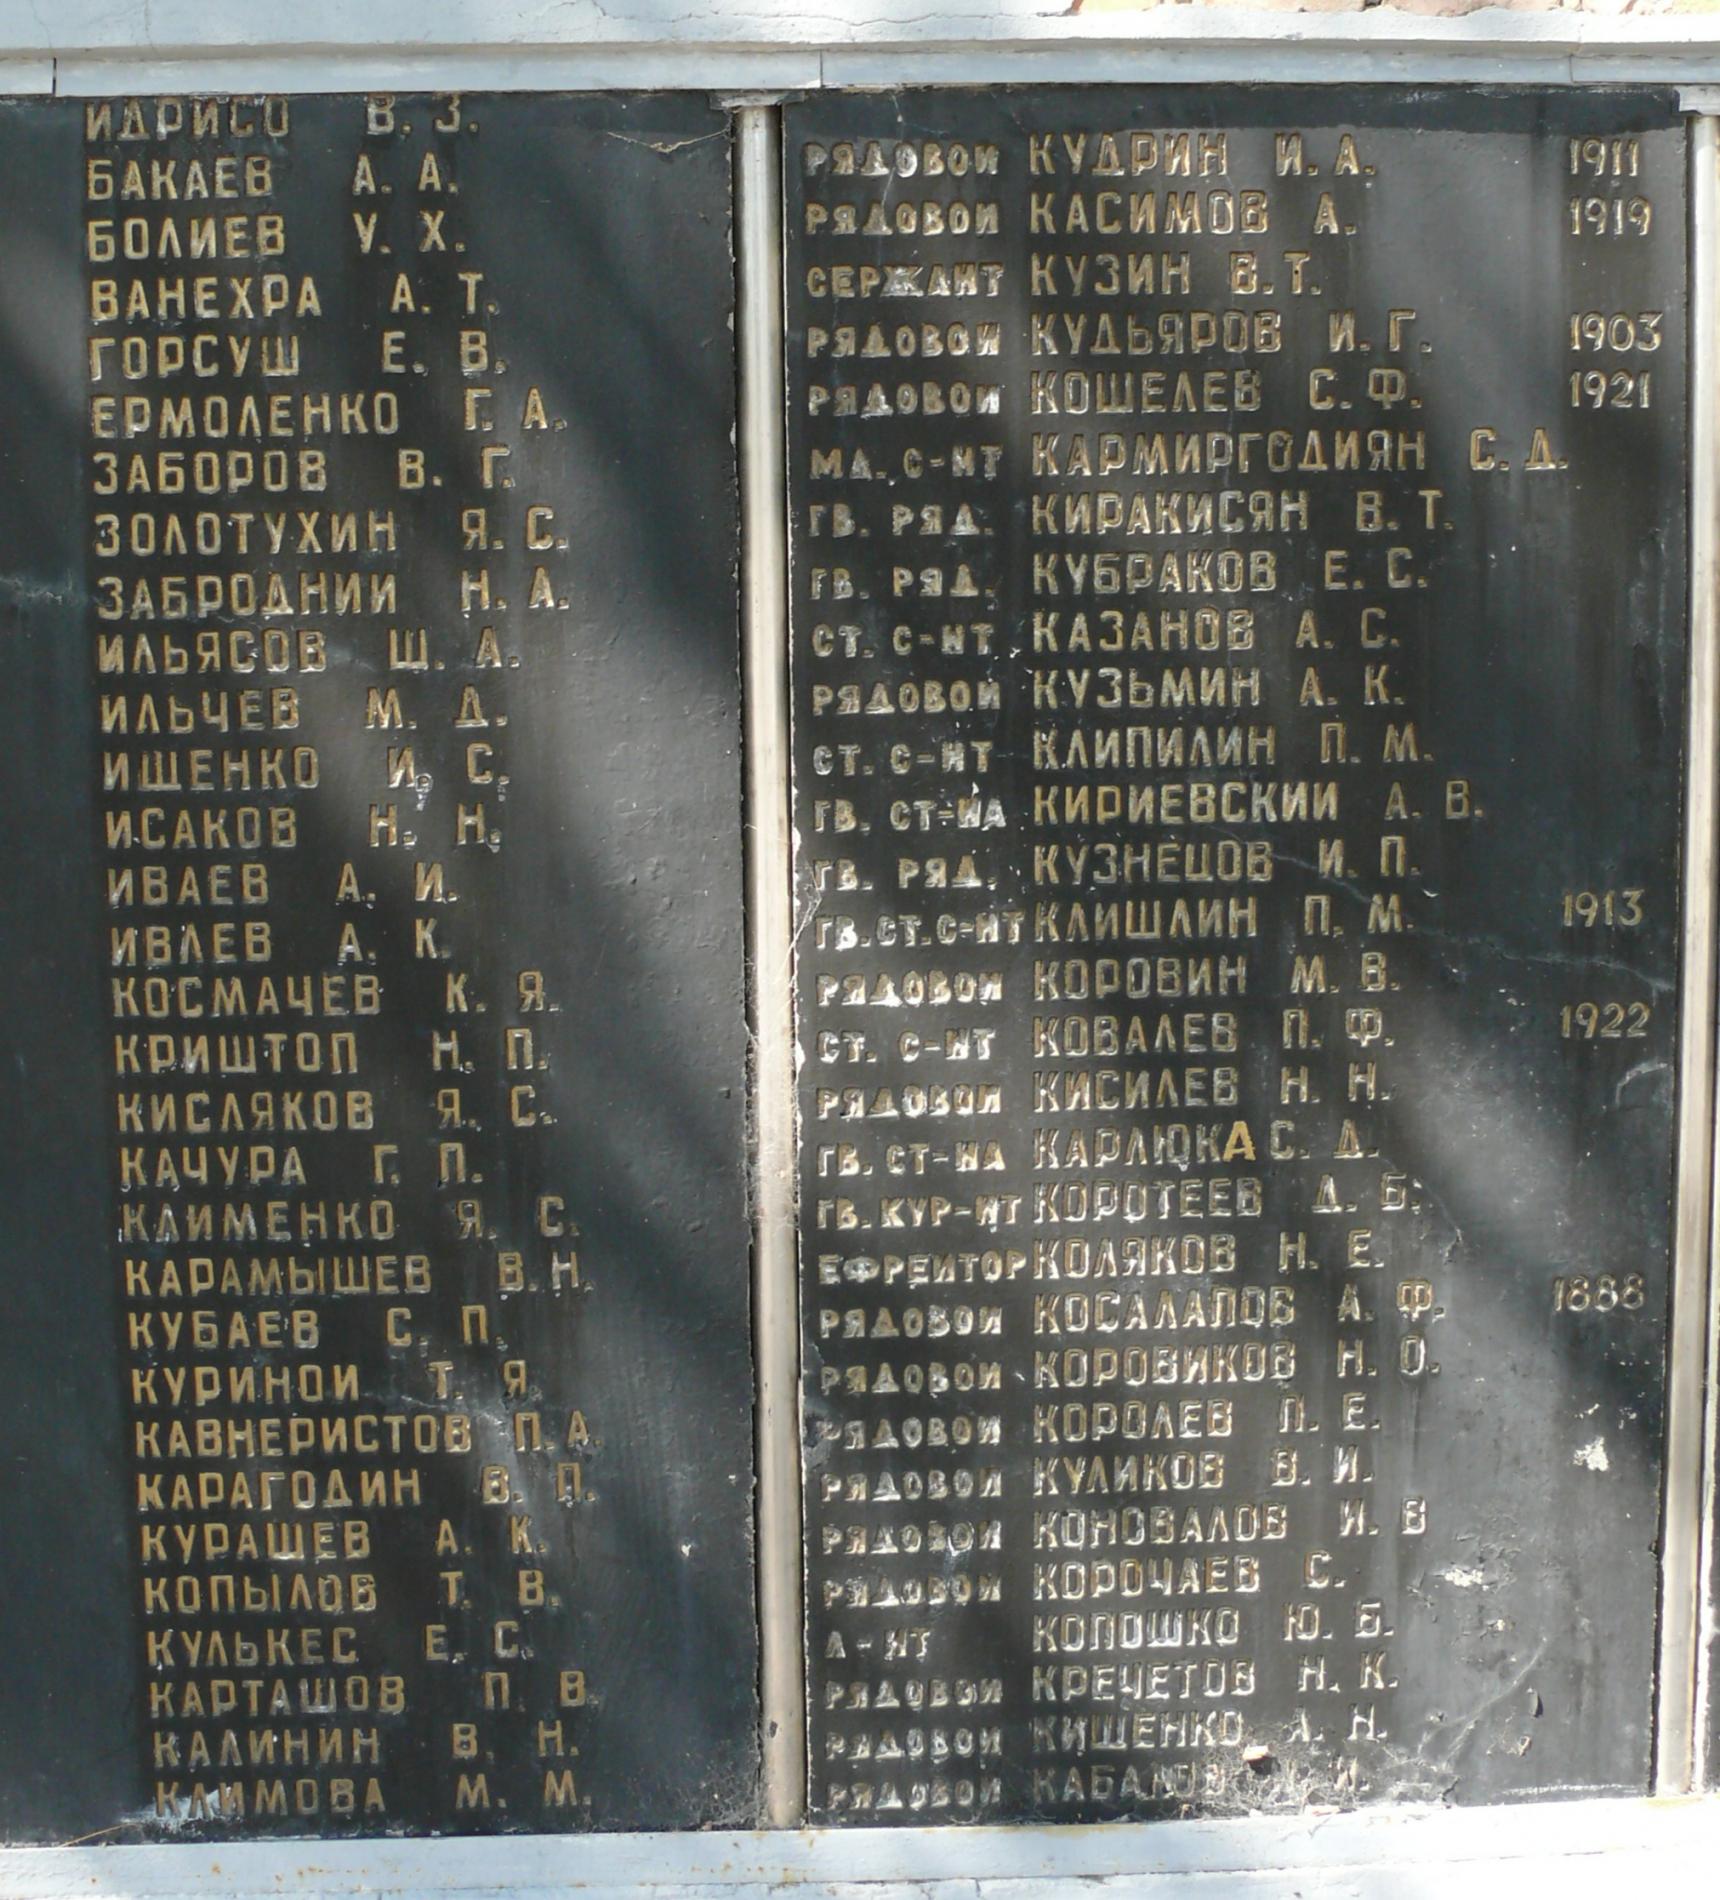 ИДРИСО В. З.
БАКАЕВ А. А.
БОЛИЕВ У. Х.
ВАНЕХРА А. Т.
ГОРСУШ Е. В.
ЕРМОЛЕНКО Г. А.
ЗАБОРОВ В. Г.
ЗОЛОТУХИН Я. С.
ЗАБРОДНИИ Н. А.
ИЛЬЯСОВ Ш. А.
ИЛЬЧЕВ М. Д.
ИЩЕНКО И. С.
ИСАКОВ Н. Н.
ИВАЕВ А. И.
ИВЛЕВ А. К.
КОСМАЧЕВ К. Я.
КРИШТОП Н. П.
КИСЛЯКОВ Я. С.
КАЧУРА Г. П.
КЛИМЕНКО Я. С.
КАРАМЫШЕВ В. Н.
КУБАЕВ С. П.
КУРИНОИ Т. Я.
КАВНЕРИСТОВ П. А.
КАРАГОДИН В. П.
КУРАШЕВ А. К.
КОПЫЛОВ Т. В.
КУЛЬКЕС Е. С.
КАРТАШОВ П. В.
КАЛИНИН В. Н.
КЛИМОВА М. М.
РЯДОВОИ КУДРИН И. А. 1911
РЯДОВОИ КАСИМОВ А. 1919
СЕРЖАНТ КУЗИН В. Т.
РЯДОВОИ КУДЬЯРОВ И. Г. 1903
РЯДОВОИ КОШЕЛЕВ С. Ф. 1921
МЛ. С-НТ КАРМИРГОДИЯН С. Д.
ГВ. РЯД. КИРАКИСЯН В. Т.
ГВ. РЯД. КУБРАКОВ Е. С.
СТ. С-НТ КАЗАНОВ А. С.
РЯДОВОИ КУЗЬМИН А. К.
СТ. С-НТ КЛИПИЛИН П. М.
ГВ. СТ-НА КИРИЕВСКИИ А. В.
ГВ. РЯД. КУЗНЕЦОВ И. П.
ГВ. СТ. С-НТ КЛИШЛИН П. М. 1913
РЯДОВОИ КОРОВИН М. В.
СТ. С-НТ КОВАЛЕВ П. Ф. 1922
РЯДОВОИ КИСИЛЕВ Н. Н.
ГВ. СТ-НА КАРЛЮКА С. Д.
ГВ. КУР-НТ КОРОТЕЕВ Д. Б.
ЕФРЕИТОР КОЛЯКОВ Н. Е.
РЯДОВОИ КОСАЛАПОВ А. Ф. 1888
РЯДОВОИ КОРОВИКОВ Н. О.
РЯДОВОИ КОРОЛЕВ П. Е.
РЯДОВОИ КУЛИКОВ В. И.
РЯДОВОИ КОНОВАЛОВ И. В
РЯДОВОИ КОРОЧАЕВ С.
Л-НТ КОПОШКО Ю. Б.
РЯДОВОИ КРЕЧЕТОВ Н. К.
РЯДОВОИ КИЩЕНКО А. Н.
РЯДОВОИ